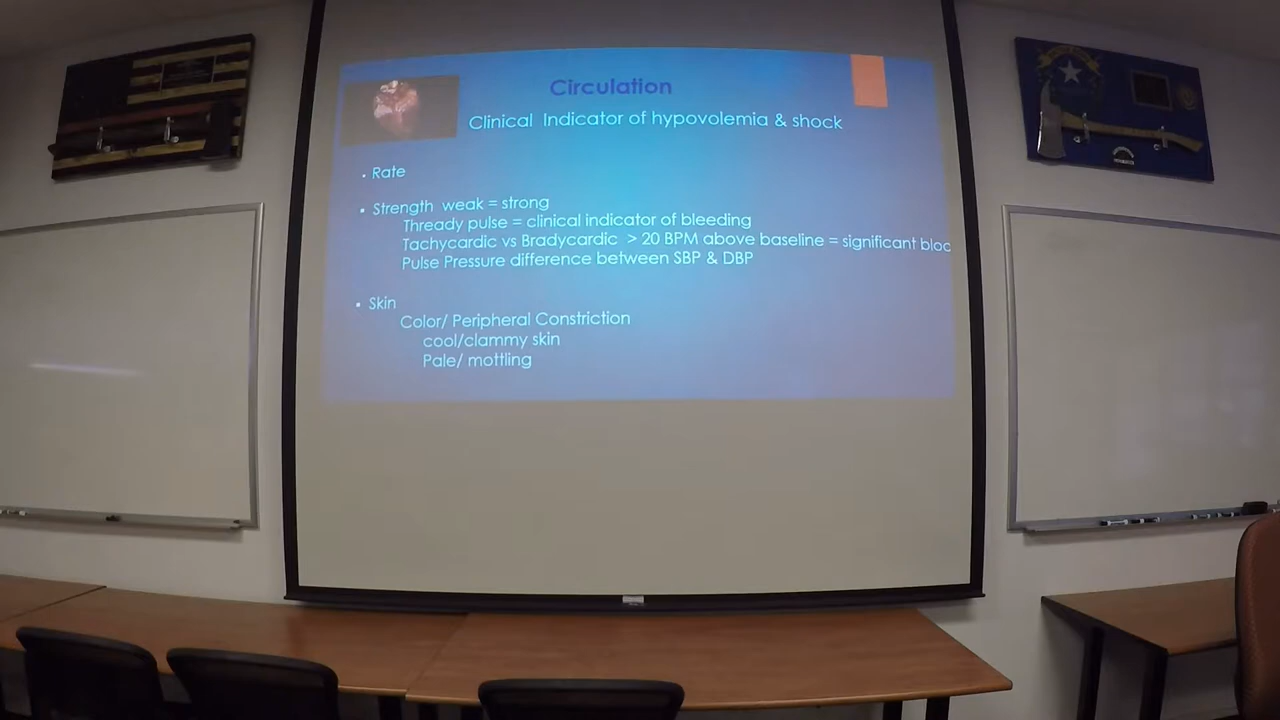 Circulation
Clinical Indicator of hypovolemia & shock
• Rate
• Strength weak = strong
Thready pulse = clinical indicator of bleeding
Tachycardic vs Bradycardic > 20 BPM above baseline = significant bloo
Pulse Pressure difference between SBP & DBP
• Skin
Color/ Peripheral Constriction
cool/clammy skin
Pale/ mottling